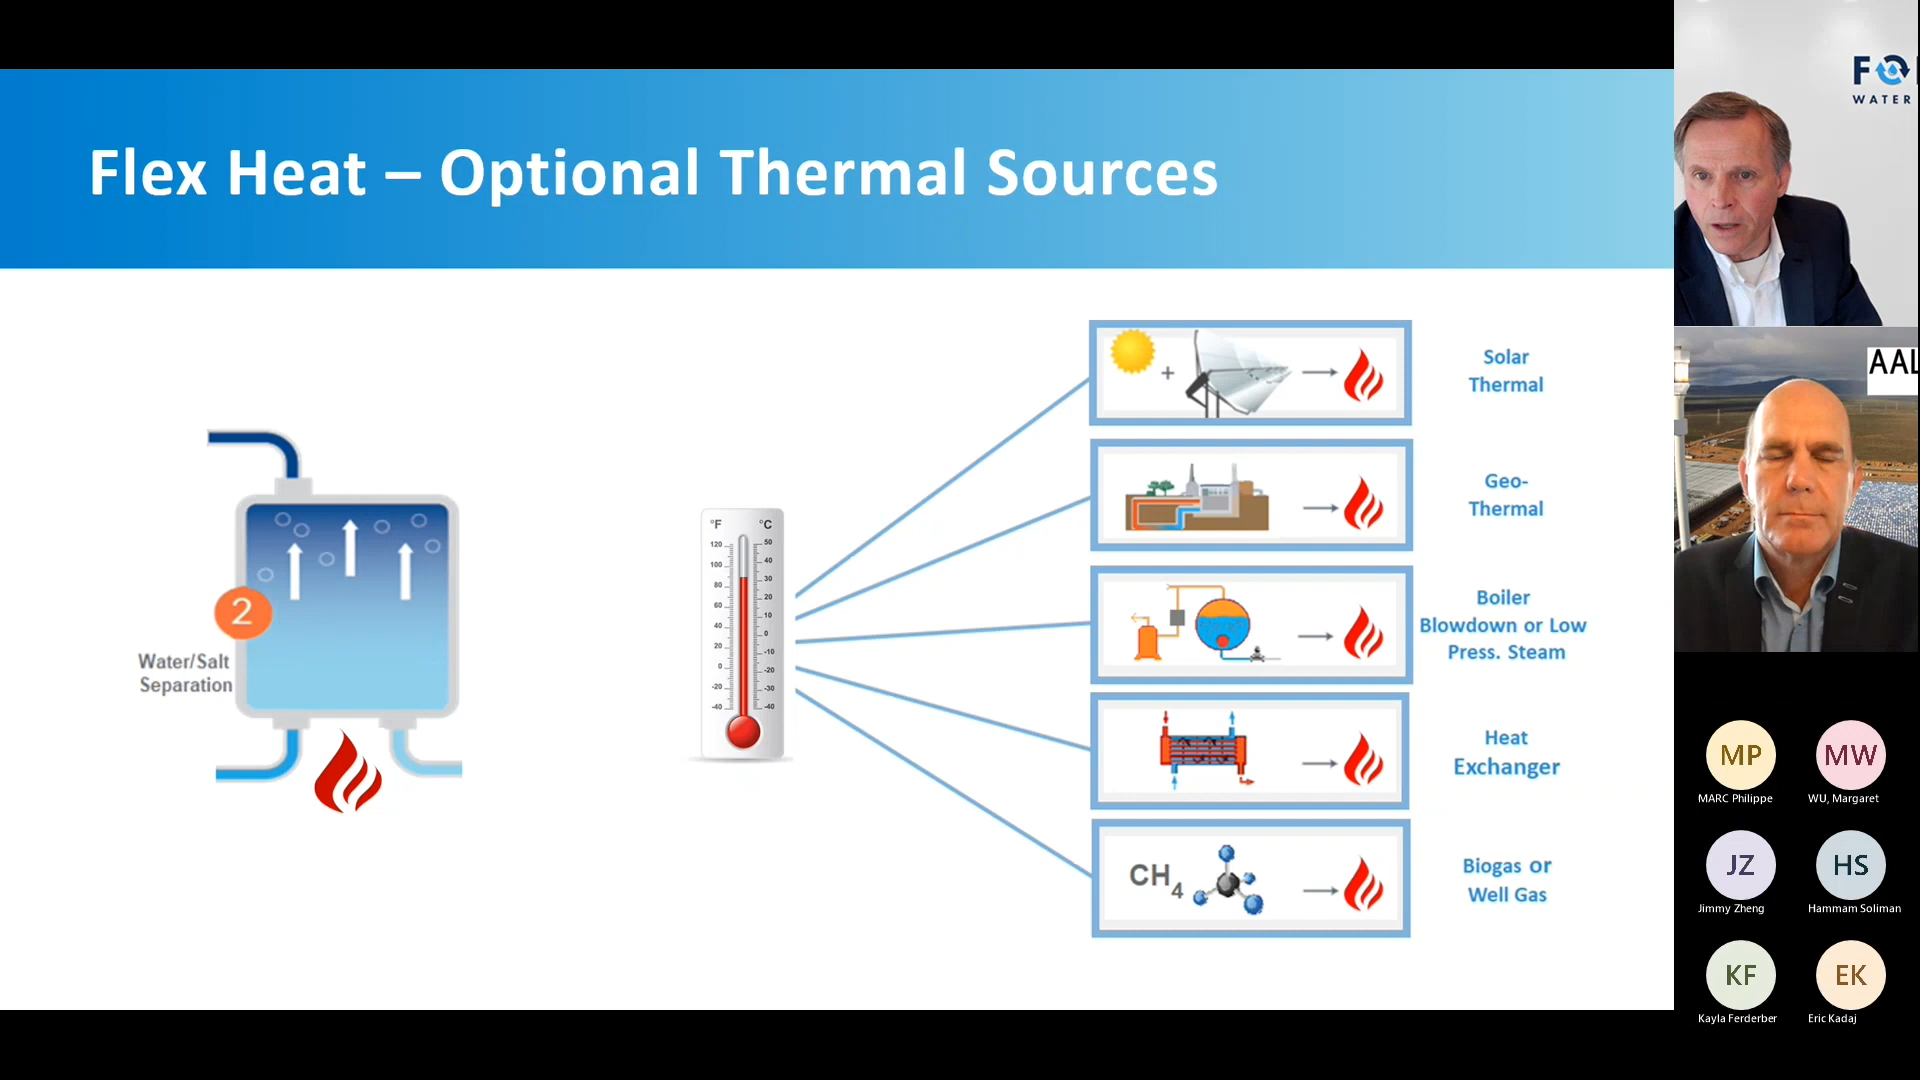 Flex Heat – Optional Thermal Sources
2
Water/Salt
Separation
°F °C
120 50
100 40
80 30
60 20
40 10
20 0
0 -10
-20 -20
-40 -30
-40
+
Solar
Thermal
Geo-
Thermal
Boiler
Blowdown or Low
Press. Steam
Heat
Exchanger
CH4
Biogas or
Well Gas
WATER
AAL
MP
MARC Philippe
MW
WU, Margaret
JZ
Jimmy Zheng
HS
Hammam Soliman
KF
Kayla Ferderber
EK
Eric Kadaj